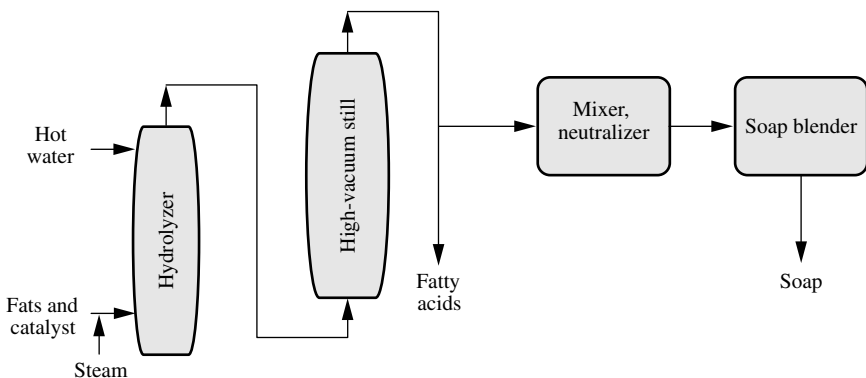 Hot
water
Fats and
catalyst
Steam
Hydrolyzer
High-vacuum still
Fatty
acids
Mixer,
neutralizer
Soap blender
Soap